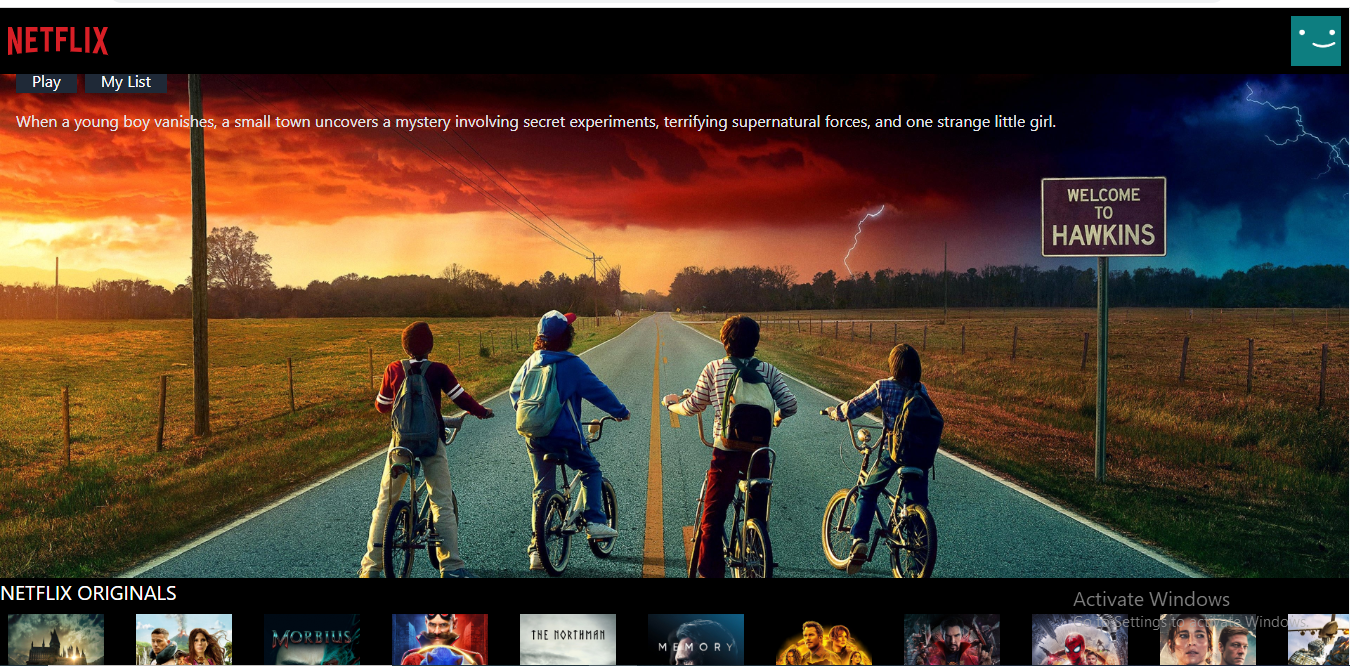 NETFLIX
Play
My List
When a young boy vanishes, a small town uncovers a mystery involving secret experiments, terrifying supernatural forces, and one strange little girl.
WELCOME
TO
HAWKINS
NETFLIX ORIGINALS
Activate Windows
Go to Settings to activate Windows.
MORBIUS
THE NORTHMAN
MEMORY